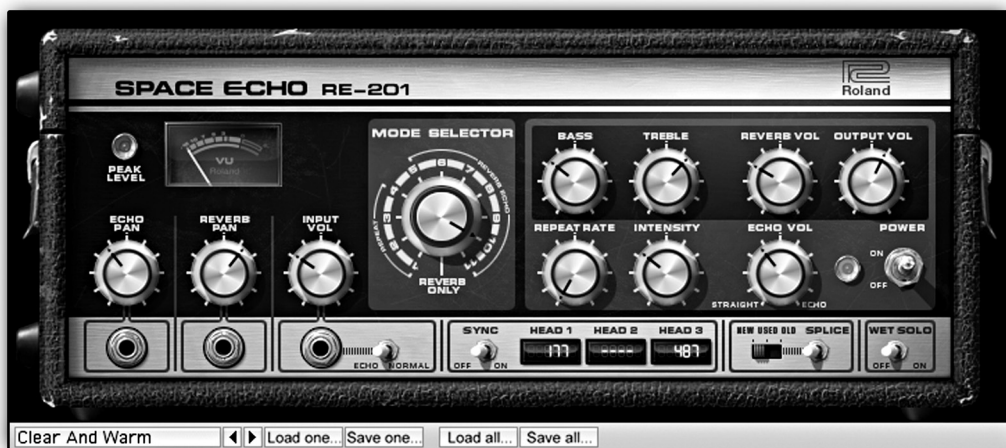 SPACE ECHO RE-201
Roland
PEAK LEVEL
VU
Roland
MODE SELECTOR
REPEAT
REVERB ECHO
1 2 3 4 5 6 7 8 9 10 11
REVERB ONLY
BASS TREBLE REVERB VOL OUTPUT VOL
ECHO PAN REVERB PAN INPUT VOL
REPEAT RATE INTENSITY ECHO VOL POWER
ON
OFF
STRAIGHT ECHO
ECHO NORMAL
SYNC HEAD 1 HEAD 2 HEAD 3
OFF ON
177 487
NEW USED OLD SPLICE
WET SOLO
OFF ON
Clear And Warm Load one... Save one... Load all... Save all...